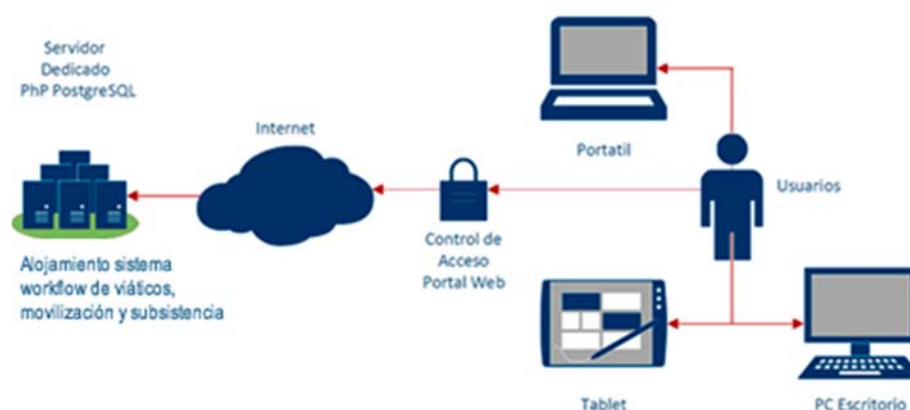 Servidor
Dedicado
PhP PostgreSQL
Internet
Portatil
Usuarios
Control de
Acceso
Portal Web
Alojamiento sistema
workflow de viáticos,
movilización y subsistencia
Tablet
PC Escritorio